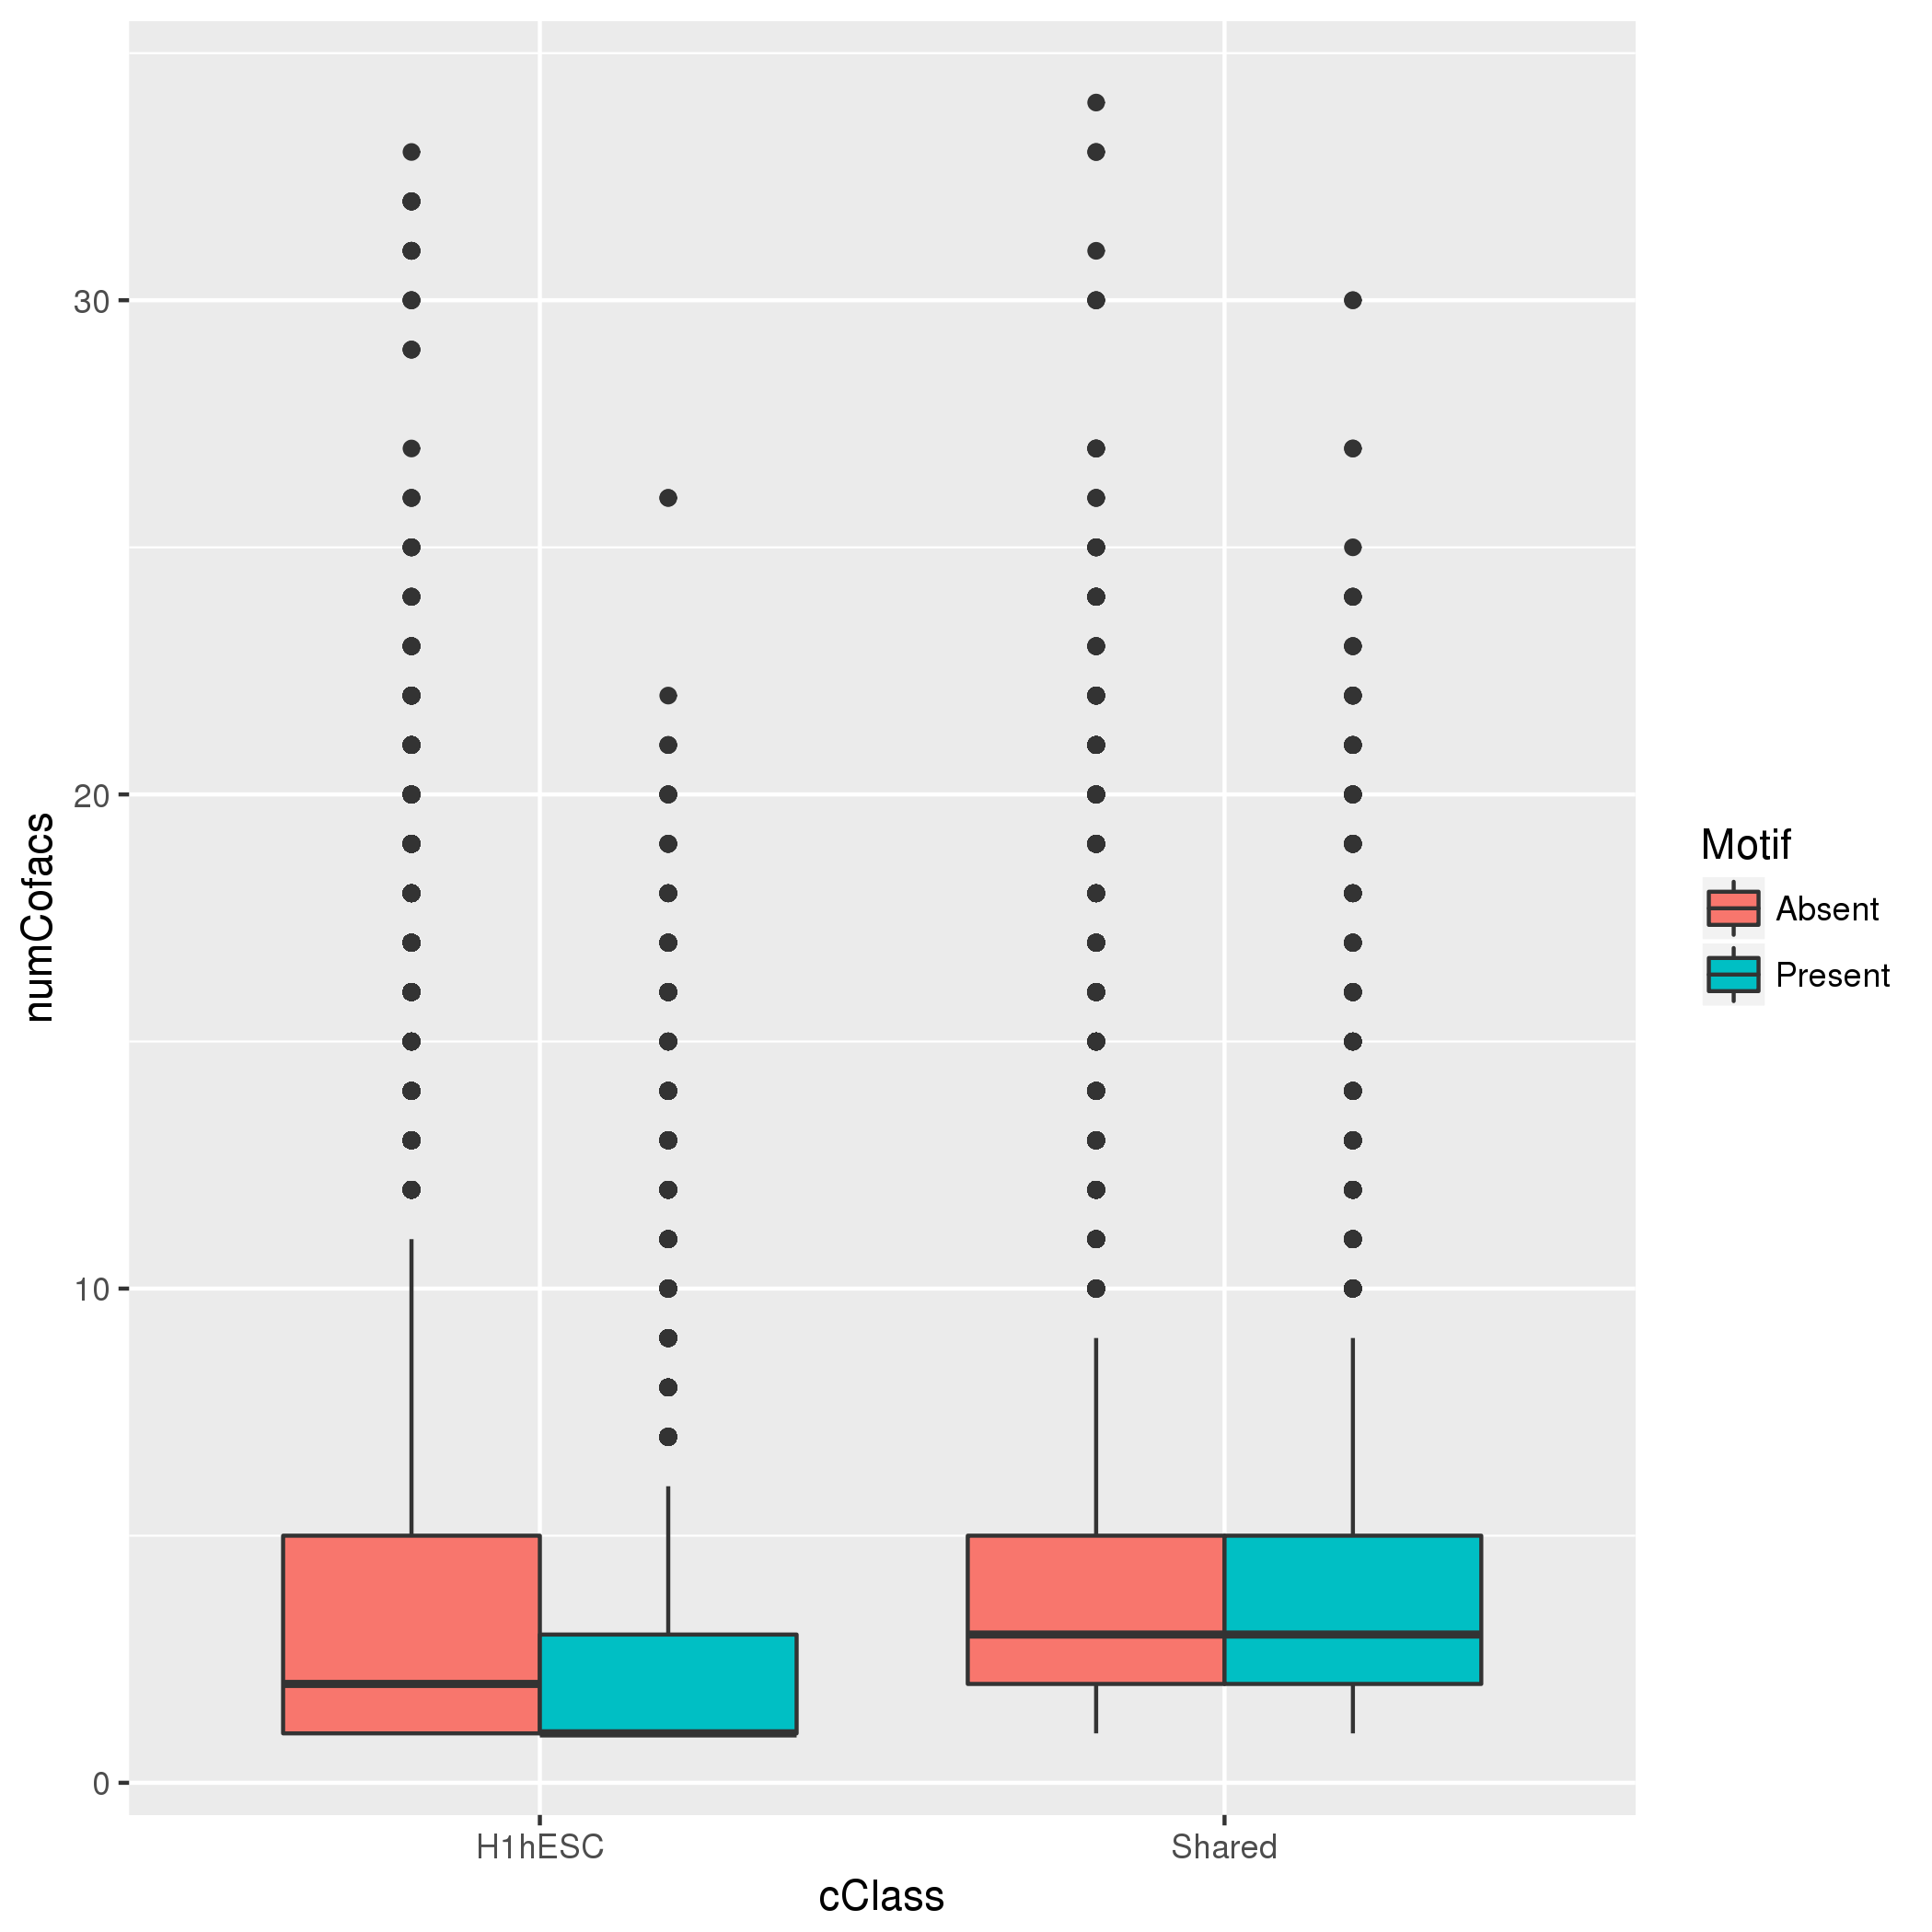 numCofacs
30
20
10
0
H1hESC
Shared
cClass
Motif
Absent
Present